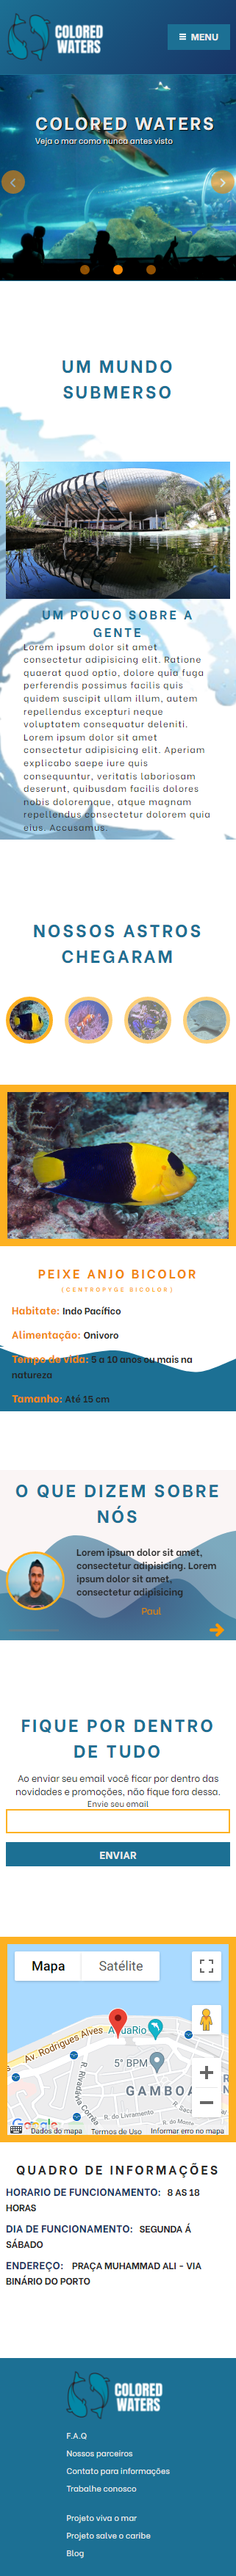 COLORED
WATERS
MENU
COLORED WATERS
Veja o mar como nunca antes visto
UM MUNDO
SUBMERSO
UM POUCO SOBRE A
GENTE
Lorem ipsum dolor sit amet
consectetur adipisicing elit. Ratione
quaerat quod optio, dolore quia fuga
perferendis possimus facilis quis
quidem suscipit ullam illum, autem
repellendus excepturi neque
voluptatem consequatur deleniti.
Lorem ipsum dolor sit amet
consectetur adipisicing elit. Aperiam
explicabo saepe iure quis
consequuntur, veritatis laboriosam
deserunt, quibusdam facilis dolores
nobis doloremque, atque magnam
repellendus consectetur dolorem quia
eius. Accusamus.
NOSSOS ASTROS
CHEGARAM
PEIXE ANJO BICOLOR
(CENTROPYGE BICOLOR)
Habitate: Indo Pacífico
Alimentação: Onivoro
Tempo de vida: 5 a 10 anos ou mais na
natureza
Tamanho: Até 15 cm
O QUE DIZEM SOBRE
NÓS
Lorem ipsum dolor sit amet,
consectetur adipisicing. Lorem
ipsum dolor sit amet,
consectetur adipisicing
Paul
FIQUE POR DENTRO
DE TUDO
Ao enviar seu email você ficar por dentro das
novidades e promoções, não fique fora dessa.
Envie seu email
ENVIAR
Mapa Satélite
Av. Rodrigues Alves
AquaRio
5° BPM
GAMBOA
R. Rivadávia Corrêa
R. do Livramento
Google
Dados do mapa Termos de Uso Informar erro no mapa
QUADRO DE INFORMAÇÕES
HORARIO DE FUNCIONAMENTO: 8 AS 18
HORAS
DIA DE FUNCIONAMENTO: SEGUNDA Á
SÁBADO
ENDEREÇO: PRAÇA MUHAMMAD ALI - VIA
BINÁRIO DO PORTO
COLORED
WATERS
F.A.Q
Nossos parceiros
Contato para informações
Trabalhe conosco
Projeto viva o mar
Projeto salve o caribe
Blog